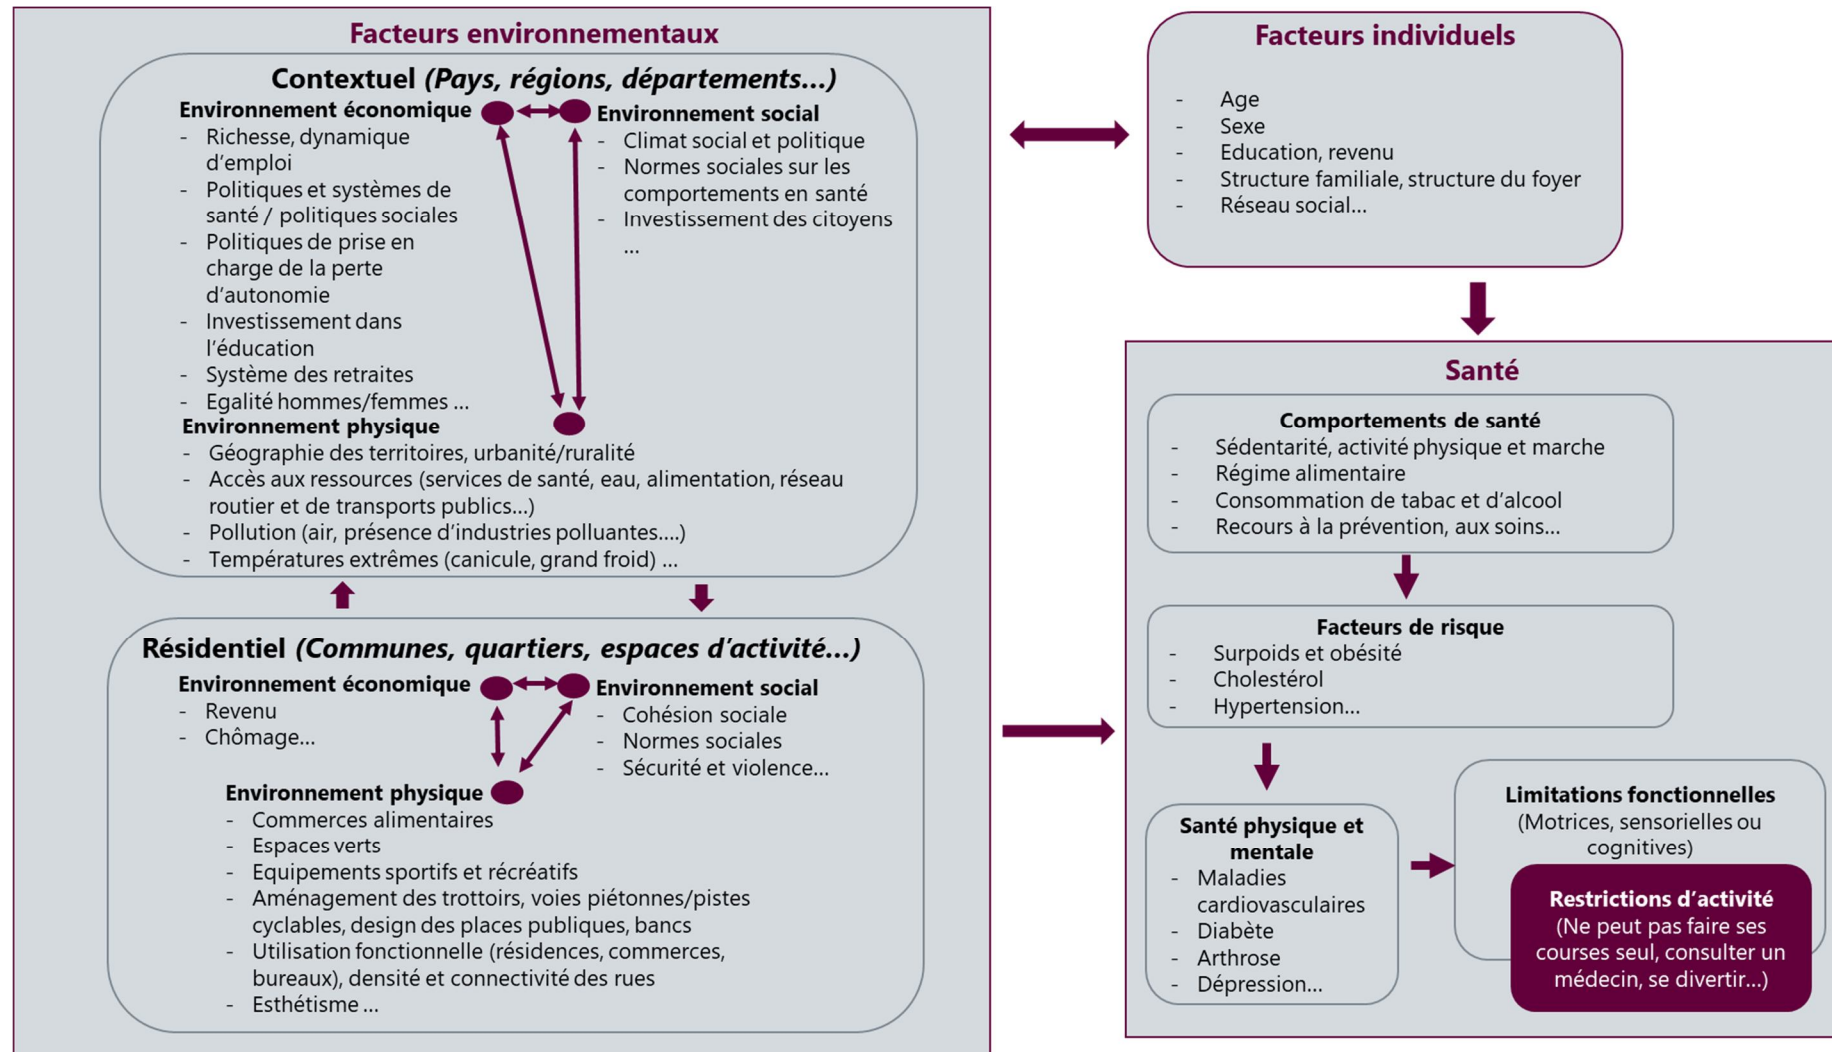 Facteurs environnementaux
Contextuel (Pays, régions, départements…)
Environnement économique
- Richesse, dynamique
d'emploi
- Politiques et systèmes de
santé / politiques sociales
- Politiques de prise en
charge de la perte
d'autonomie
- Investissement dans
l'éducation
- Système des retraites
- Egalité hommes/femmes …
Environnement social
- Climat social et politique
- Normes sociales sur les
comportements en santé
- Investissement des citoyens
…
Environnement physique
- Géographie des territoires, urbanité/ruralité
- Accès aux ressources (services de santé, eau, alimentation, réseau
routier et de transports publics…)
- Pollution (air, présence d'industries polluantes….)
- Températures extrêmes (canicule, grand froid) …
Résidentiel (Communes, quartiers, espaces d'activité…)
Environnement économique
- Revenu
- Chômage…
Environnement social
- Cohésion sociale
- Normes sociales
- Sécurité et violence…
Environnement physique
- Commerces alimentaires
- Espaces verts
- Equipements sportifs et récréatifs
- Aménagement des trottoirs, voies piétonnes/pistes
cyclables, design des places publiques, bancs
- Utilisation fonctionnelle (résidences, commerces,
bureaux), densité et connectivité des rues
- Esthétisme …
Facteurs individuels
- Age
- Sexe
- Education, revenu
- Structure familiale, structure du foyer
- Réseau social…
Santé
Comportements de santé
- Sédentarité, activité physique et marche
- Régime alimentaire
- Consommation de tabac et d'alcool
- Recours à la prévention, aux soins…
Facteurs de risque
- Surpoids et obésité
- Cholestérol
- Hypertension…
Santé physique et
mentale
- Maladies
cardiovasculaires
- Diabète
- Arthrose
- Dépression…
Limitations fonctionnelles
(Motrices, sensorielles ou
cognitives)
Restrictions d'activité
(Ne peut pas faire ses
courses seul, consulter un
médecin, se divertir…)